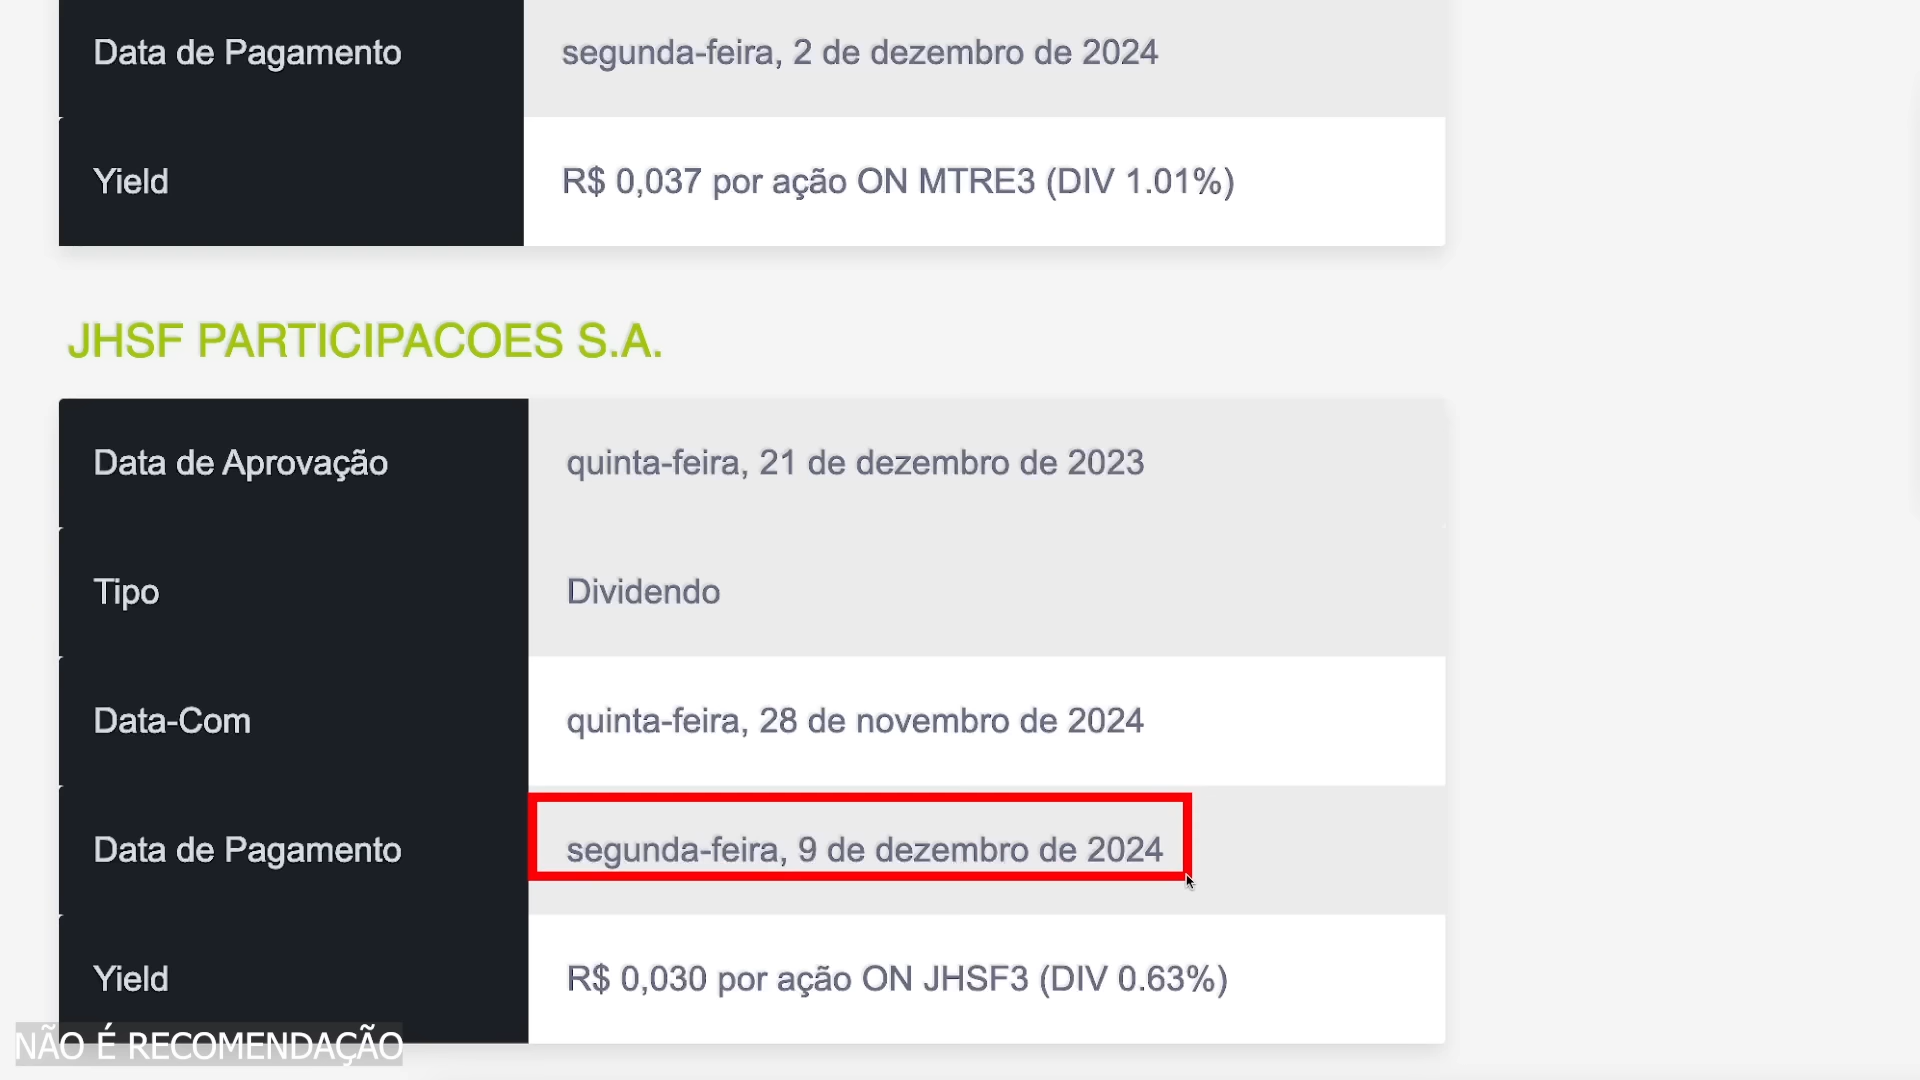 Data de Pagamento segunda-feira, 2 de dezembro de 2024
Yield R$ 0,037 por ação ON MTRE3 (DIV 1.01%)
JHSF PARTICIPACOES S.A.
Data de Aprovação quinta-feira, 21 de dezembro de 2023
Tipo Dividendo
Data-Com quinta-feira, 28 de novembro de 2024
Data de Pagamento segunda-feira, 9 de dezembro de 2024
Yield R$ 0,030 por ação ON JHSF3 (DIV 0.63%)
NÃO É RECOMENDAÇÃO